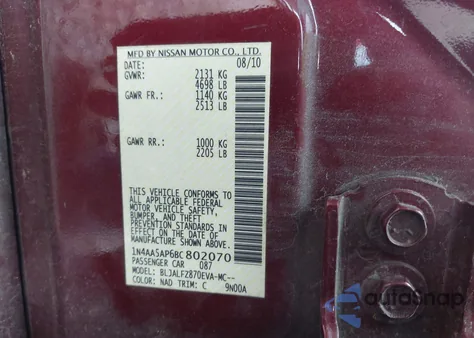 MFD BY NISSAN MOTOR CO., LTD.
DATE: 08/10
GVWR: 2131 KG
4698 LB
GAWR FR.: 1140 KG
2513 LB
GAWR RR.: 1000 KG
2205 LB
THIS VEHICLE CONFORMS TO
ALL APPLICABLE FEDERAL
MOTOR VEHICLE SAFETY,
BUMPER, AND THEFT
PREVENTION STANDARDS IN
EFFECT ON THE DATE OF
MANUFACTURE SHOWN ABOVE.
1N4AA5AP6BC802070
PASSENGER CAR 087
MODEL: BLJALFZ870EVA-MC--
COLOR: NAD TRIM: C 9N00A
autosnap